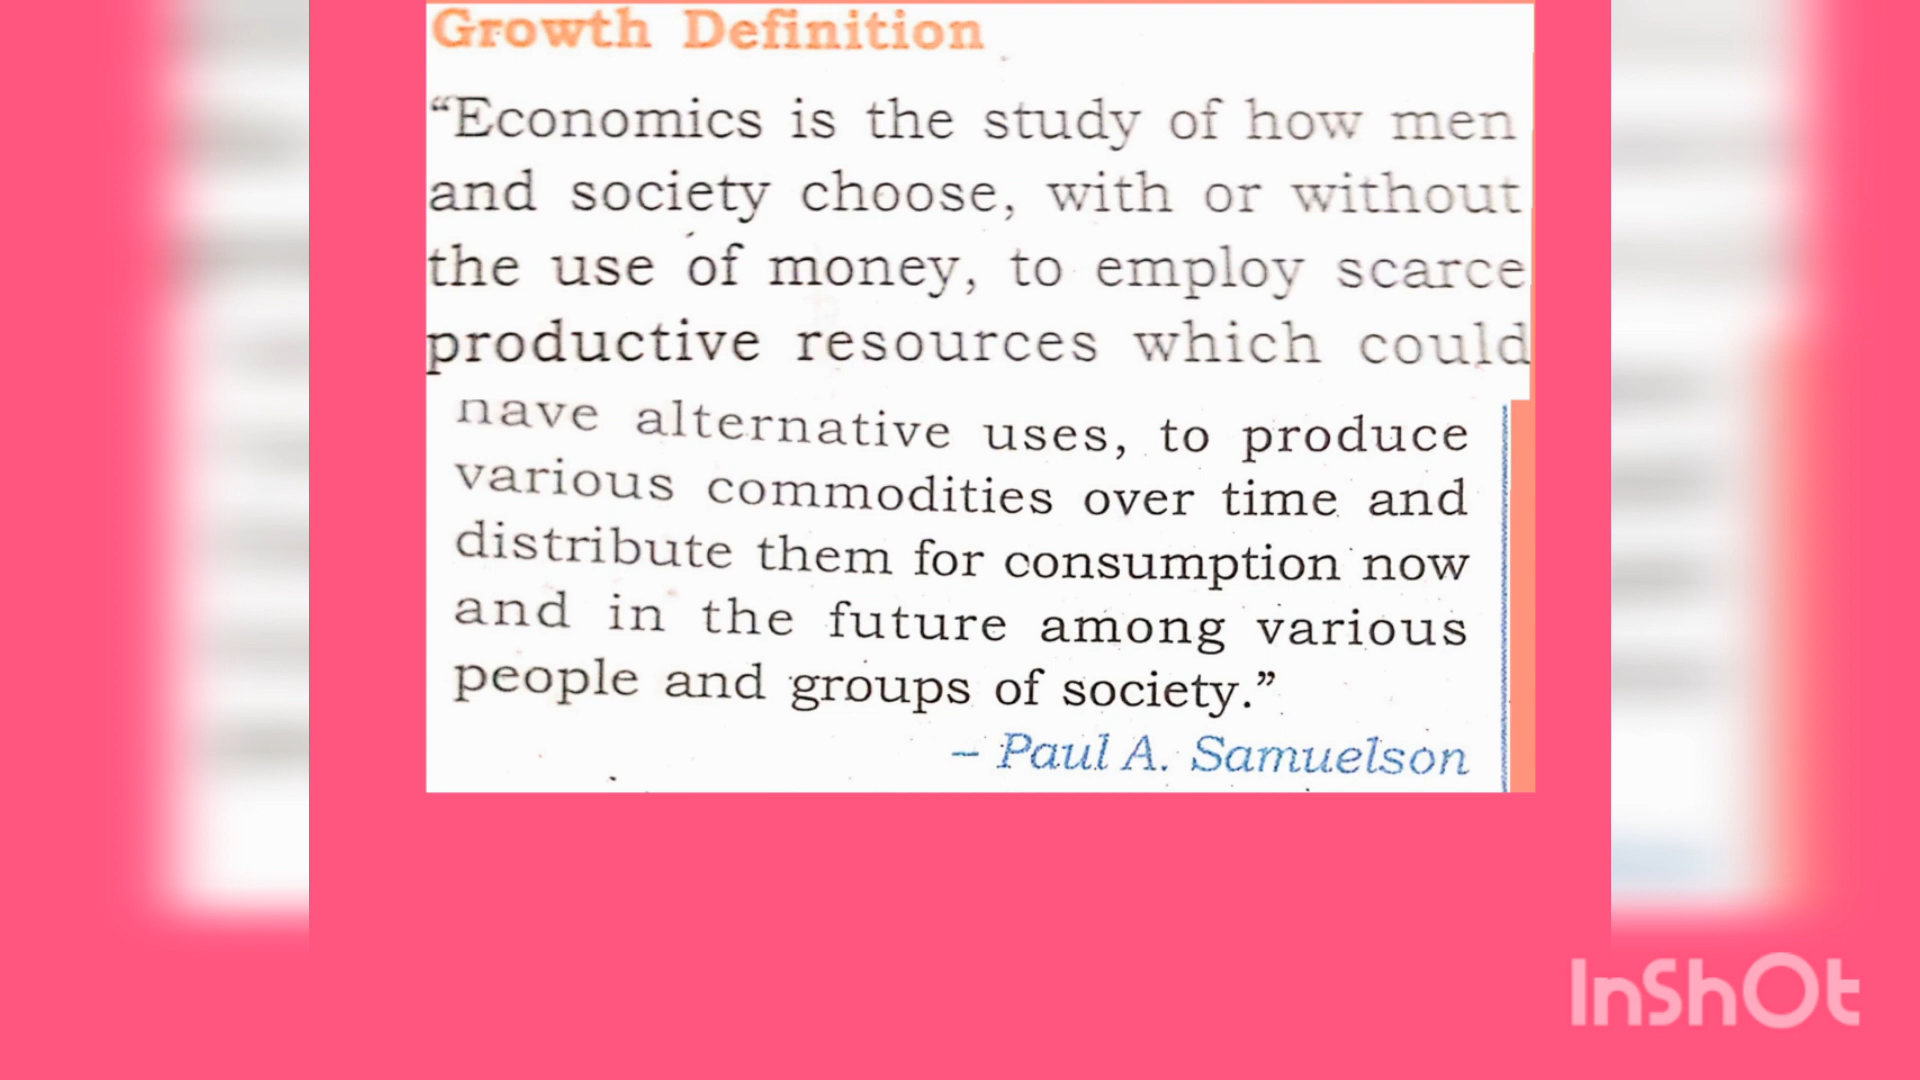 Growth Definition
“Economics is the study of how men
and society choose, with or without
the use of money, to employ scarce
productive resources which could
have alternative uses, to produce
various commodities over time and
distribute them for consumption now
and in the future among various
people and groups of society.”
– Paul A. Samuelson
InShOt